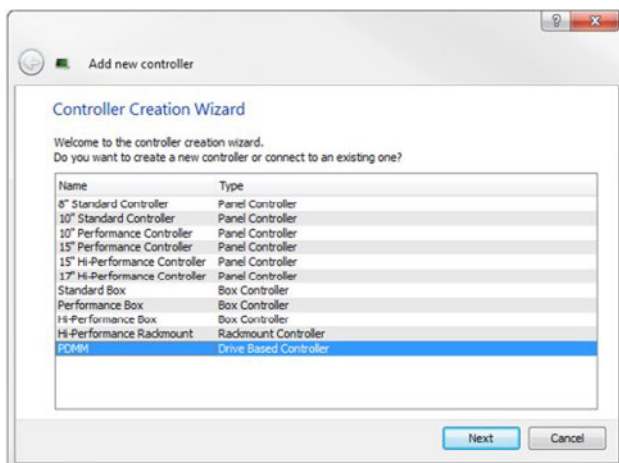 Add new controller
Controller Creation Wizard
Welcome to the controller creation wizard.
Do you want to create a new controller or connect to an existing one?
Name Type
8" Standard Controller Panel Controller
10" Standard Controller Panel Controller
10" Performance Controller Panel Controller
15" Performance Controller Panel Controller
15" Hi-Performance Controller Panel Controller
17" Hi-Performance Controller Panel Controller
Standard Box Box Controller
Performance Box Box Controller
Hi-Performance Box Box Controller
Hi-Performance Rackmount Rackmount Controller
PDMM Drive Based Controller
Next Cancel